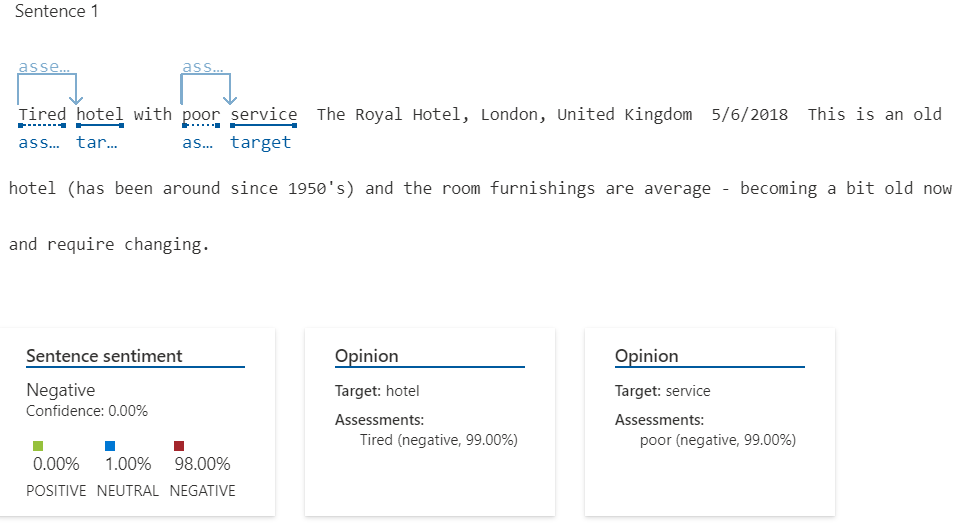 Sentence 1
asse... ass...
Tired hotel with poor service The Royal Hotel, London, United Kingdom 5/6/2018 This is an old
ass... tar... as... target
hotel (has been around since 1950's) and the room furnishings are average - becoming a bit old now
and require changing.
Sentence sentiment
Negative
Confidence: 0.00%
0.00% 1.00% 98.00%
POSITIVE NEUTRAL NEGATIVE
Opinion
Target: hotel
Assessments:
Tired (negative, 99.00%)
Opinion
Target: service
Assessments:
poor (negative, 99.00%)